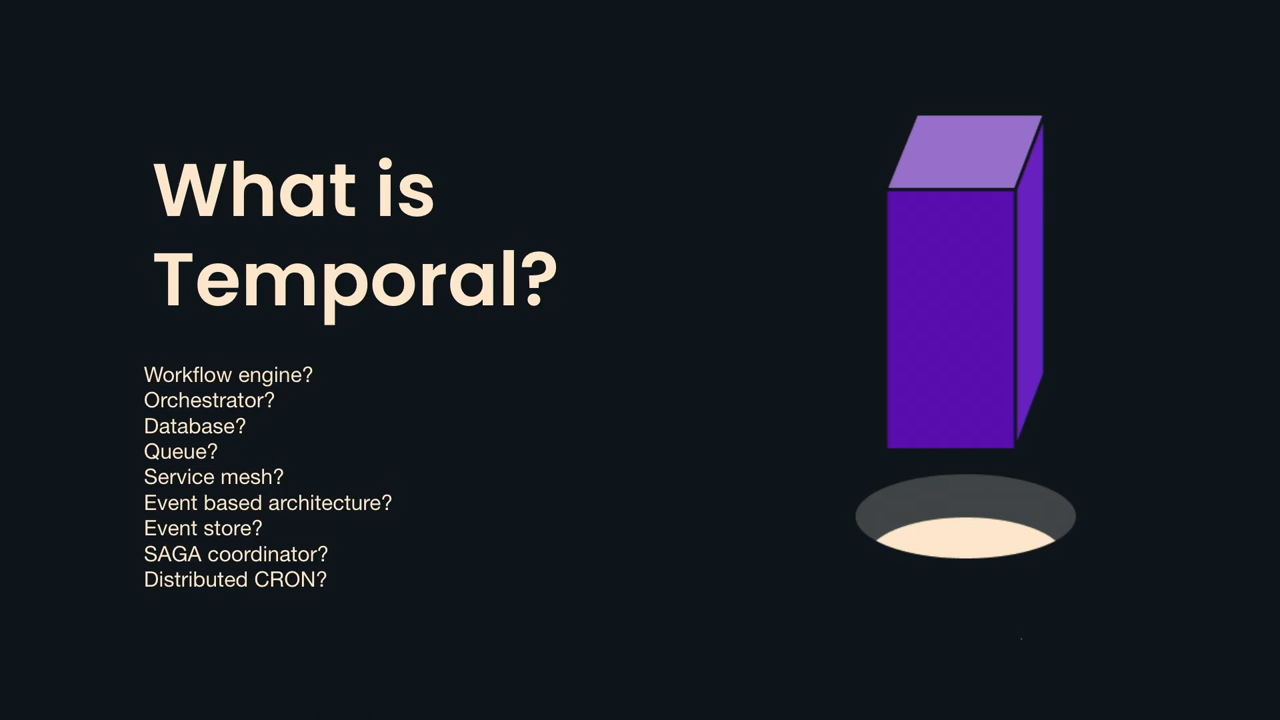 What is
Temporal?
Workflow engine?
Orchestrator?
Database?
Queue?
Service mesh?
Event based architecture?
Event store?
SAGA coordinator?
Distributed CRON?